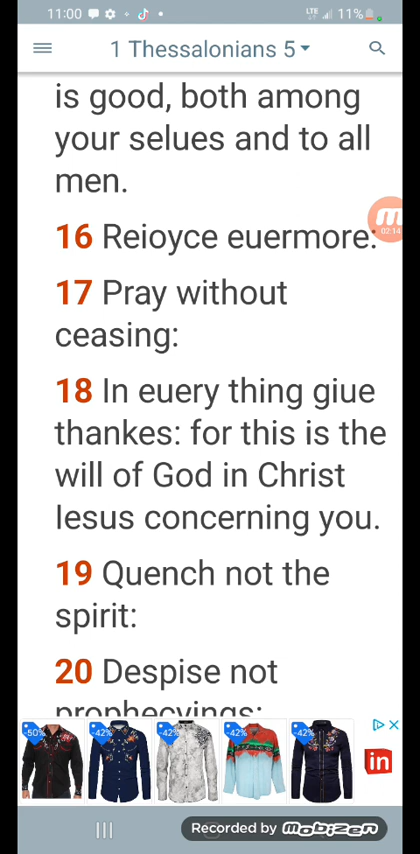 11:00 LTE 11%
1 Thessalonians 5
is good, both among
your selues and to all
men.
16 Reioyce euermore:
02:14
17 Pray without
ceasing:
18 In euery thing giue
thankes: for this is the
will of God in Christ
Iesus concerning you.
19 Quench not the
spirit:
20 Despise not
prophecyings:
-50% -42% -42% -42% -42%
in
Recorded by mobizen